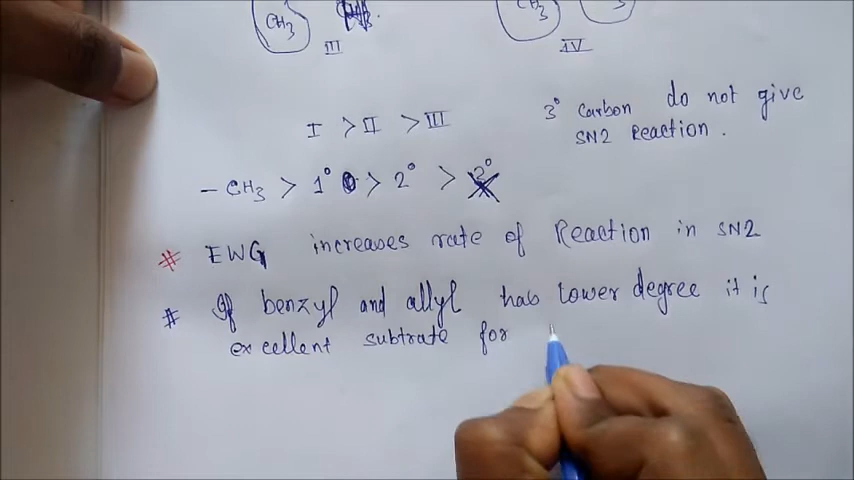 CH3
CH3
III
IV
I > II > III
3° carbon do not give
SN2 Reaction.
- CH3 > 1° > 2° > 3°
# EWG increases rate of Reaction in SN2
# If benzyl and allyl has lower degree it is
excellent subtrate for